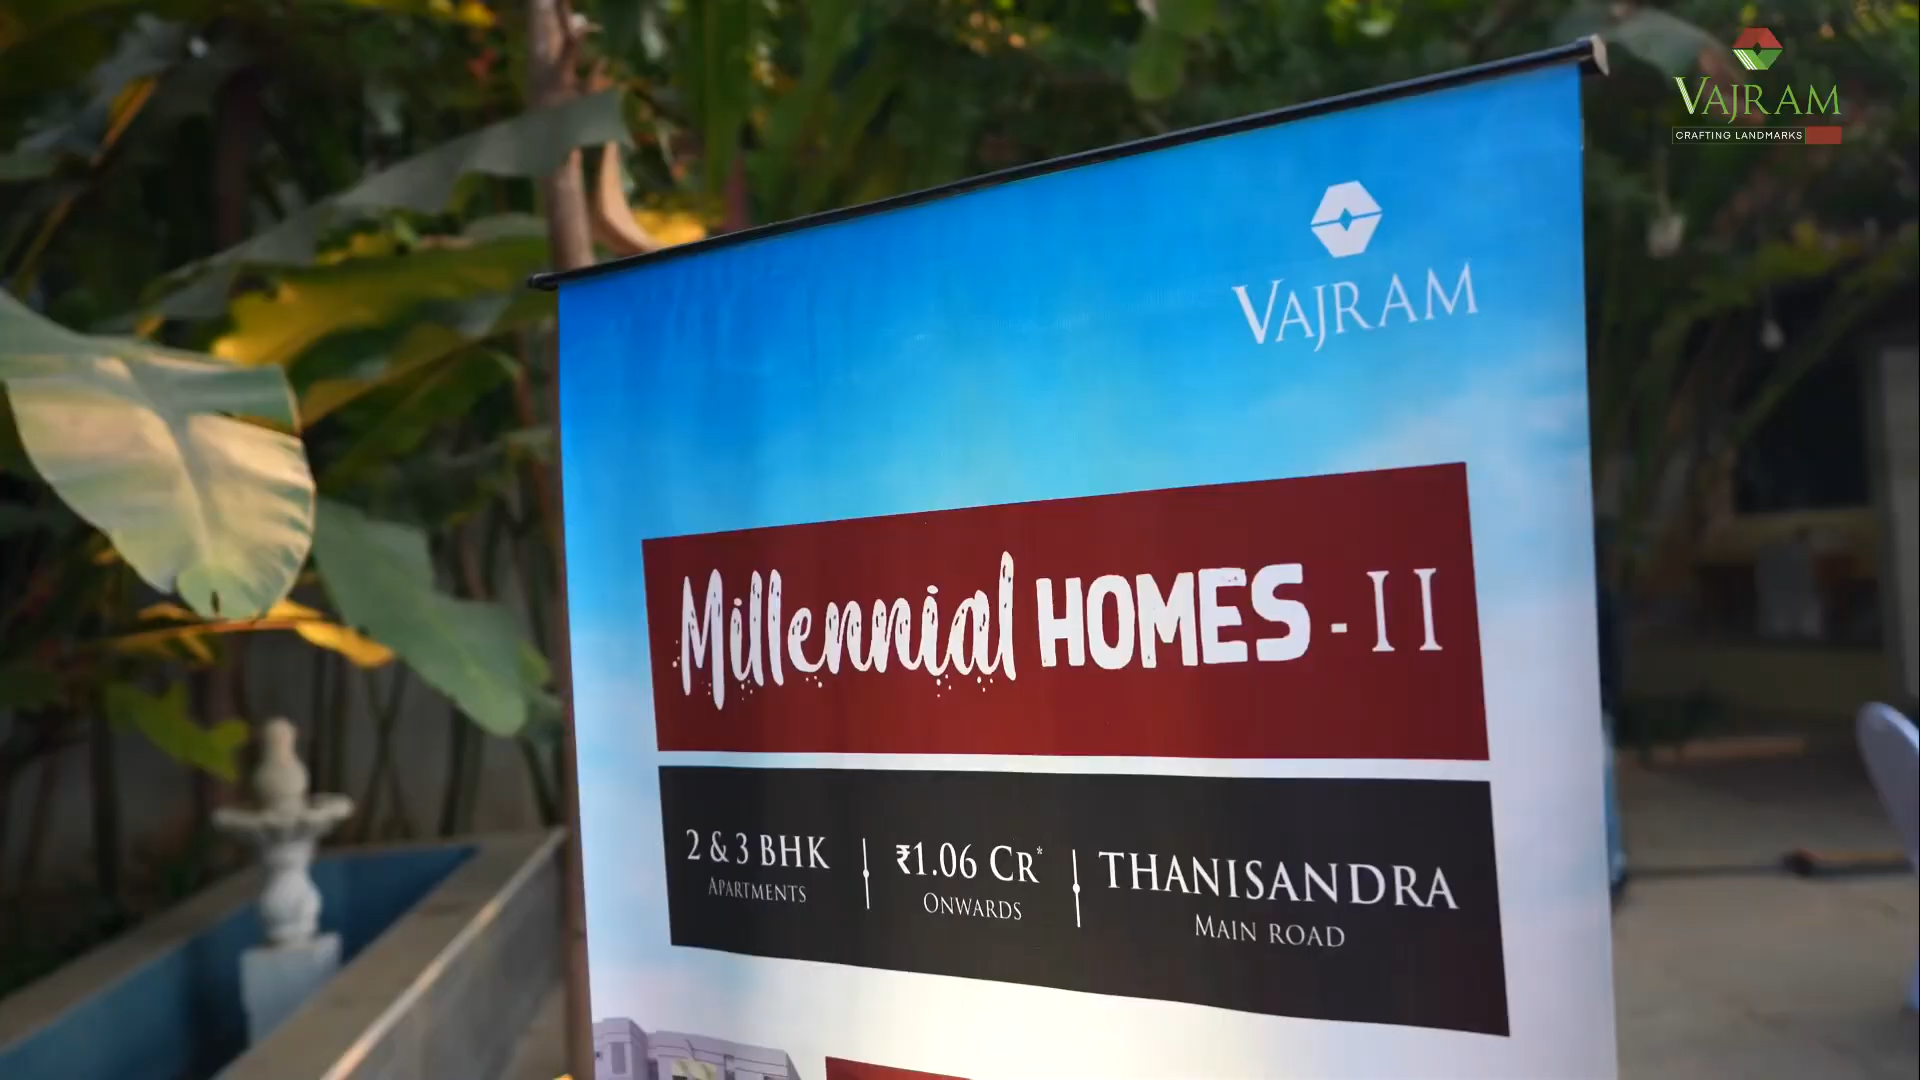 VAJRAM
CRAFTING LANDMARKS
VAJRAM
Millennial HOMES - II
2 & 3 BHK
APARTMENTS
₹1.06 CR*
ONWARDS
THANISANDRA
MAIN ROAD